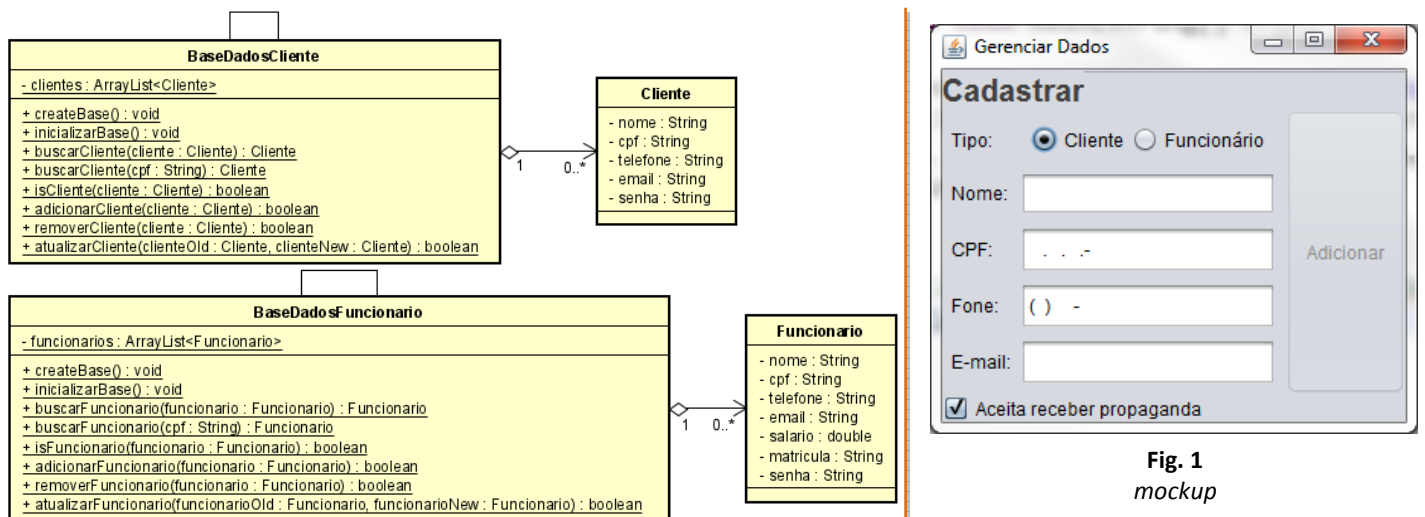 BaseDadosCliente
- clientes : ArrayList<Cliente>
+ createBase() : void
+ inicializarBase() : void
+ buscarCliente(cliente : Cliente) : Cliente
+ buscarCliente(cpf : String) : Cliente
+ isCliente(cliente : Cliente) : boolean
+ adicionarCliente(cliente : Cliente) : boolean
+ removerCliente(cliente : Cliente) : boolean
+ atualizarCliente(clienteOld : Cliente, clienteNew : Cliente) : boolean
1
0..*
Cliente
- nome : String
- cpf : String
- telefone : String
- email : String
- senha : String
BaseDadosFuncionario
- funcionarios : ArrayList<Funcionario>
+ createBase() : void
+ inicializarBase() : void
+ buscarFuncionario(funcionario : Funcionario) : Funcionario
+ buscarFuncionario(cpf : String) : Funcionario
+ isFuncionario(funcionario : Funcionario) : boolean
+ adicionarFuncionario(funcionario : Funcionario) : boolean
+ removerFuncionario(funcionario : Funcionario) : boolean
+ atualizarFuncionario(funcionarioOld : Funcionario, funcionarioNew : Funcionario) : boolean
1
0..*
Funcionario
- nome : String
- cpf : String
- telefone : String
- email : String
- salario : double
- matricula : String
- senha : String
Gerenciar Dados
Cadastrar
Tipo: Cliente Funcionário
Nome:
CPF: . . .-
Fone: ( ) -
E-mail:
Adicionar
Aceita receber propaganda
Fig. 1
mockup